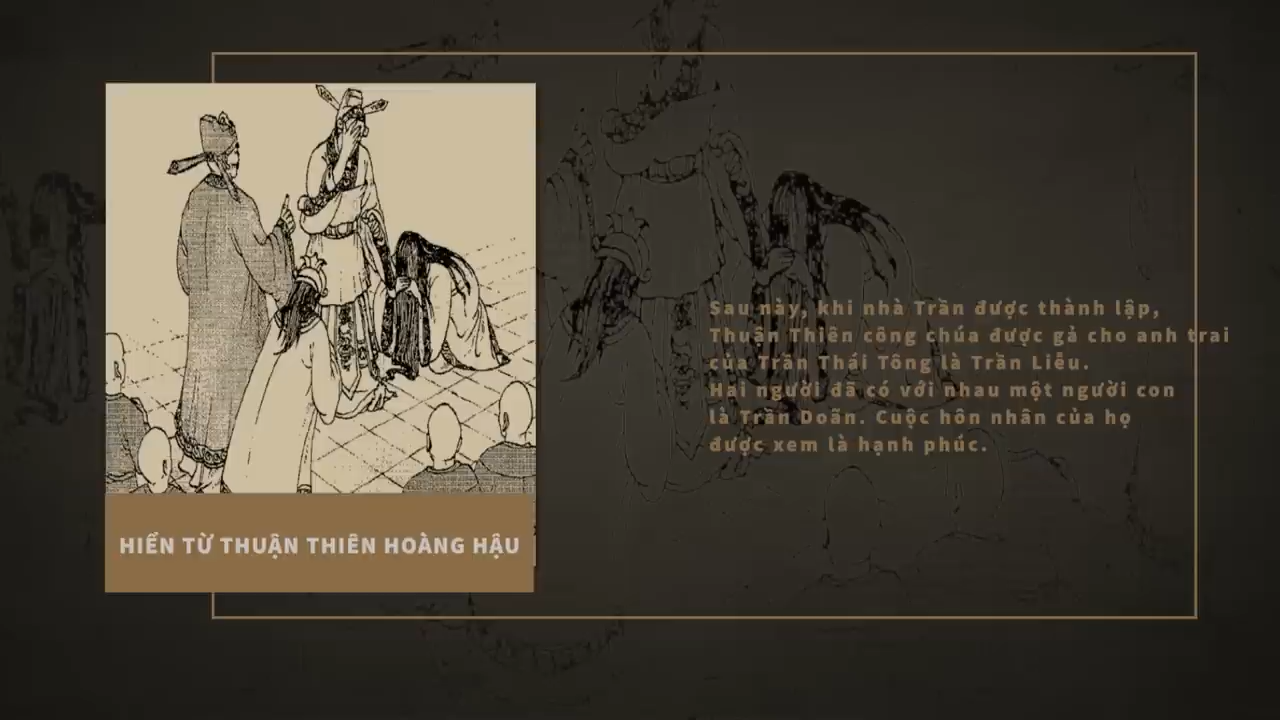 HIỂN TỪ THUẬN THIÊN HOÀNG HẬU
Sau này, khi nhà Trần được thành lập,
Thuận Thiên công chúa được gả cho anh trai
của Trần Thái Tông là Trần Liễu.
Hai người đã có với nhau một người con
là Trần Doãn. Cuộc hôn nhân của họ
được xem là hạnh phúc.